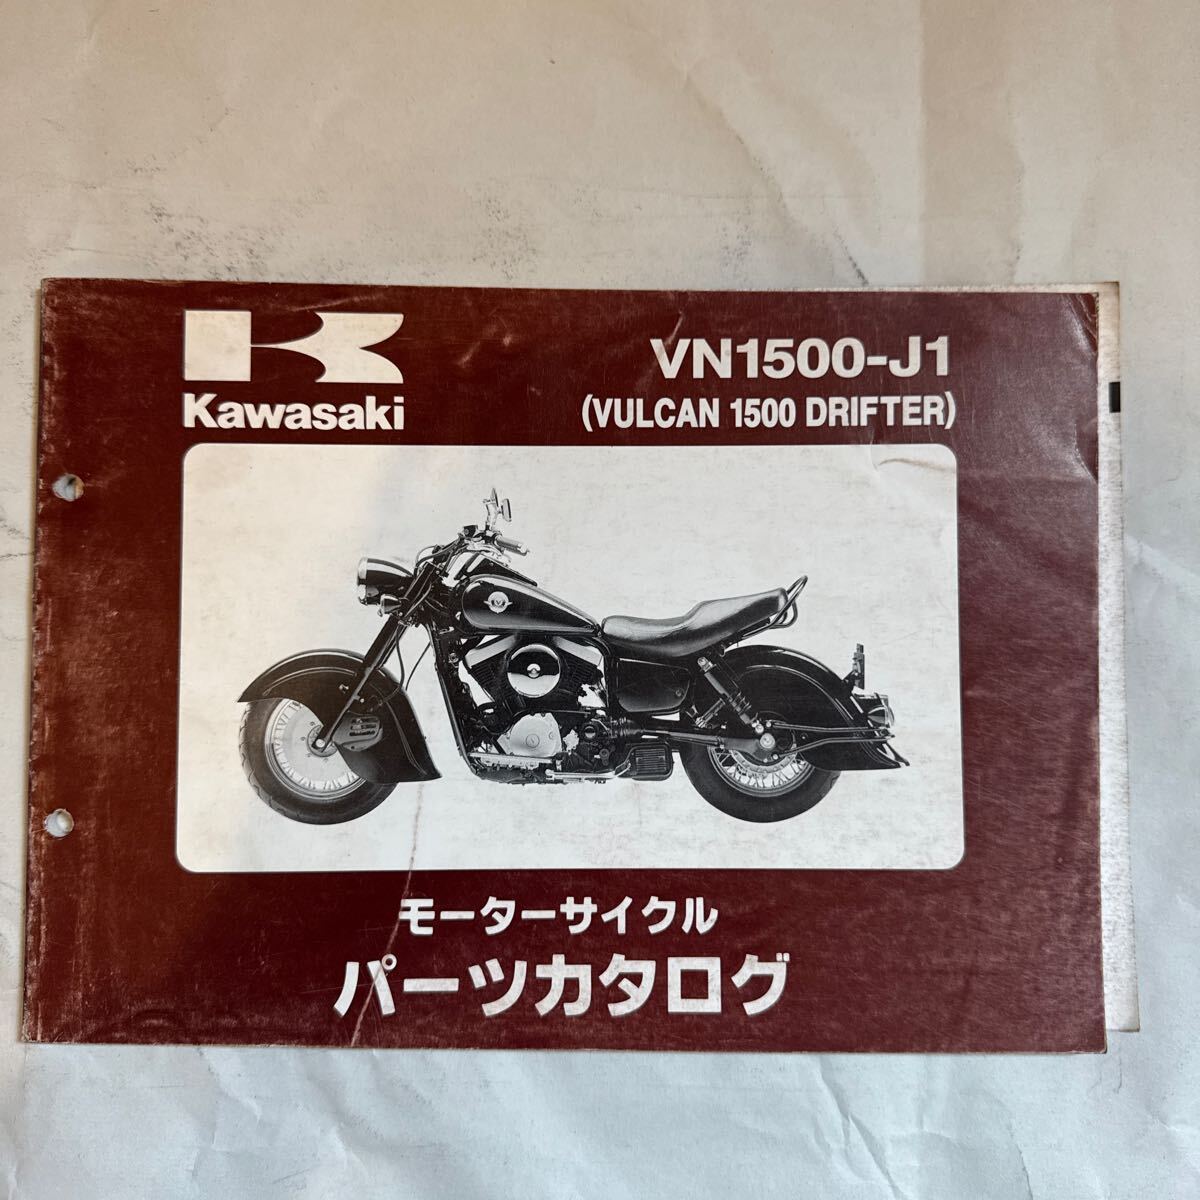 Kawasaki
VN1500-J1
(VULCAN 1500 DRIFTER)
モーターサイクル
パーツカタログ